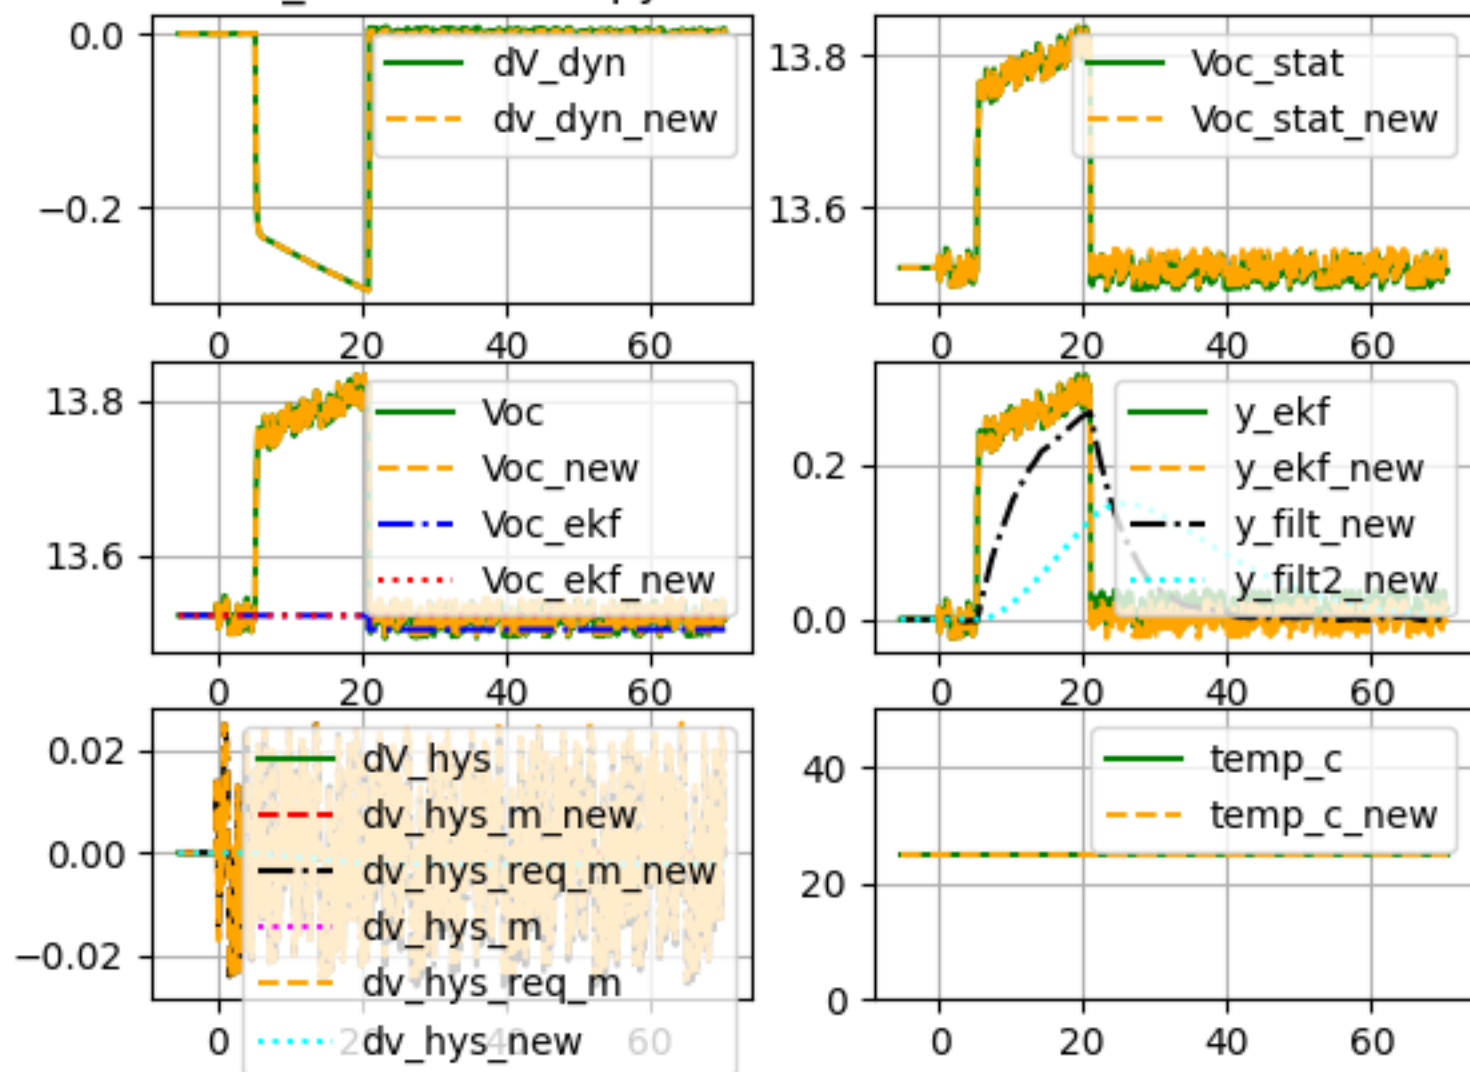 0.0
−0.2
0 20 40 60
dV_dyn
dv_dyn_new
13.8
13.6
0 20 40 60
Voc_stat
Voc_stat_new
13.8
13.6
0 20 40 60
Voc
Voc_new
Voc_ekf
Voc_ekf_new
0.2
0.0
0 20 40 60
y_ekf
y_ekf_new
y_filt_new
y_filt2_new
0.02
0.00
−0.02
0 20 40 60
dV_hys
dv_hys_m_new
dv_hys_req_m_new
dv_hys_m
dv_hys_req_m
dv_hys_new
40
20
0
0 20 40 60
temp_c
temp_c_new